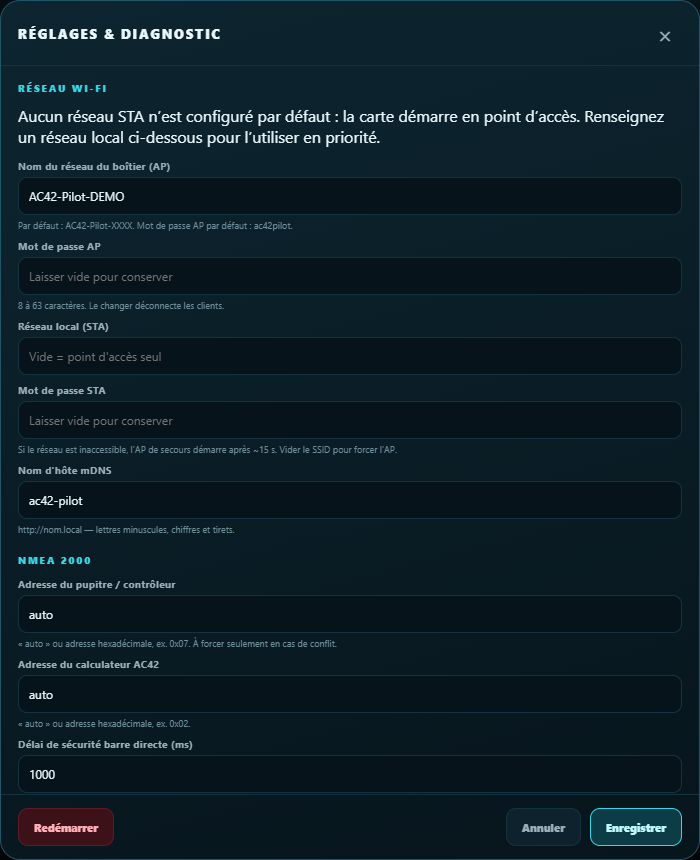 RÉGLAGES & DIAGNOSTIC
×
RÉSEAU WI-FI
Aucun réseau STA n’est configuré par défaut : la carte démarre en point d’accès. Renseignez
un réseau local ci-dessous pour l’utiliser en priorité.
Nom du réseau du boîtier (AP)
AC42-Pilot-DEMO
Par défaut : AC42-Pilot-XXXX. Mot de passe AP par défaut : ac42pilot.
Mot de passe AP
Laisser vide pour conserver
8 à 63 caractères. Le changer déconnecte les clients.
Réseau local (STA)
Vide = point d'accès seul
Mot de passe STA
Laisser vide pour conserver
Si le réseau est inaccessible, l’AP de secours démarre après ~15 s. Vider le SSID pour forcer l’AP.
Nom d'hôte mDNS
ac42-pilot
http://nom.local — lettres minuscules, chiffres et tirets.
NMEA 2000
Adresse du pupitre / contrôleur
auto
« auto » ou adresse hexadécimale, ex. 0x07. À forcer seulement en cas de conflit.
Adresse du calculateur AC42
auto
« auto » ou adresse hexadécimale, ex. 0x02.
Délai de sécurité barre directe (ms)
1000
Redémarrer
Annuler
Enregistrer